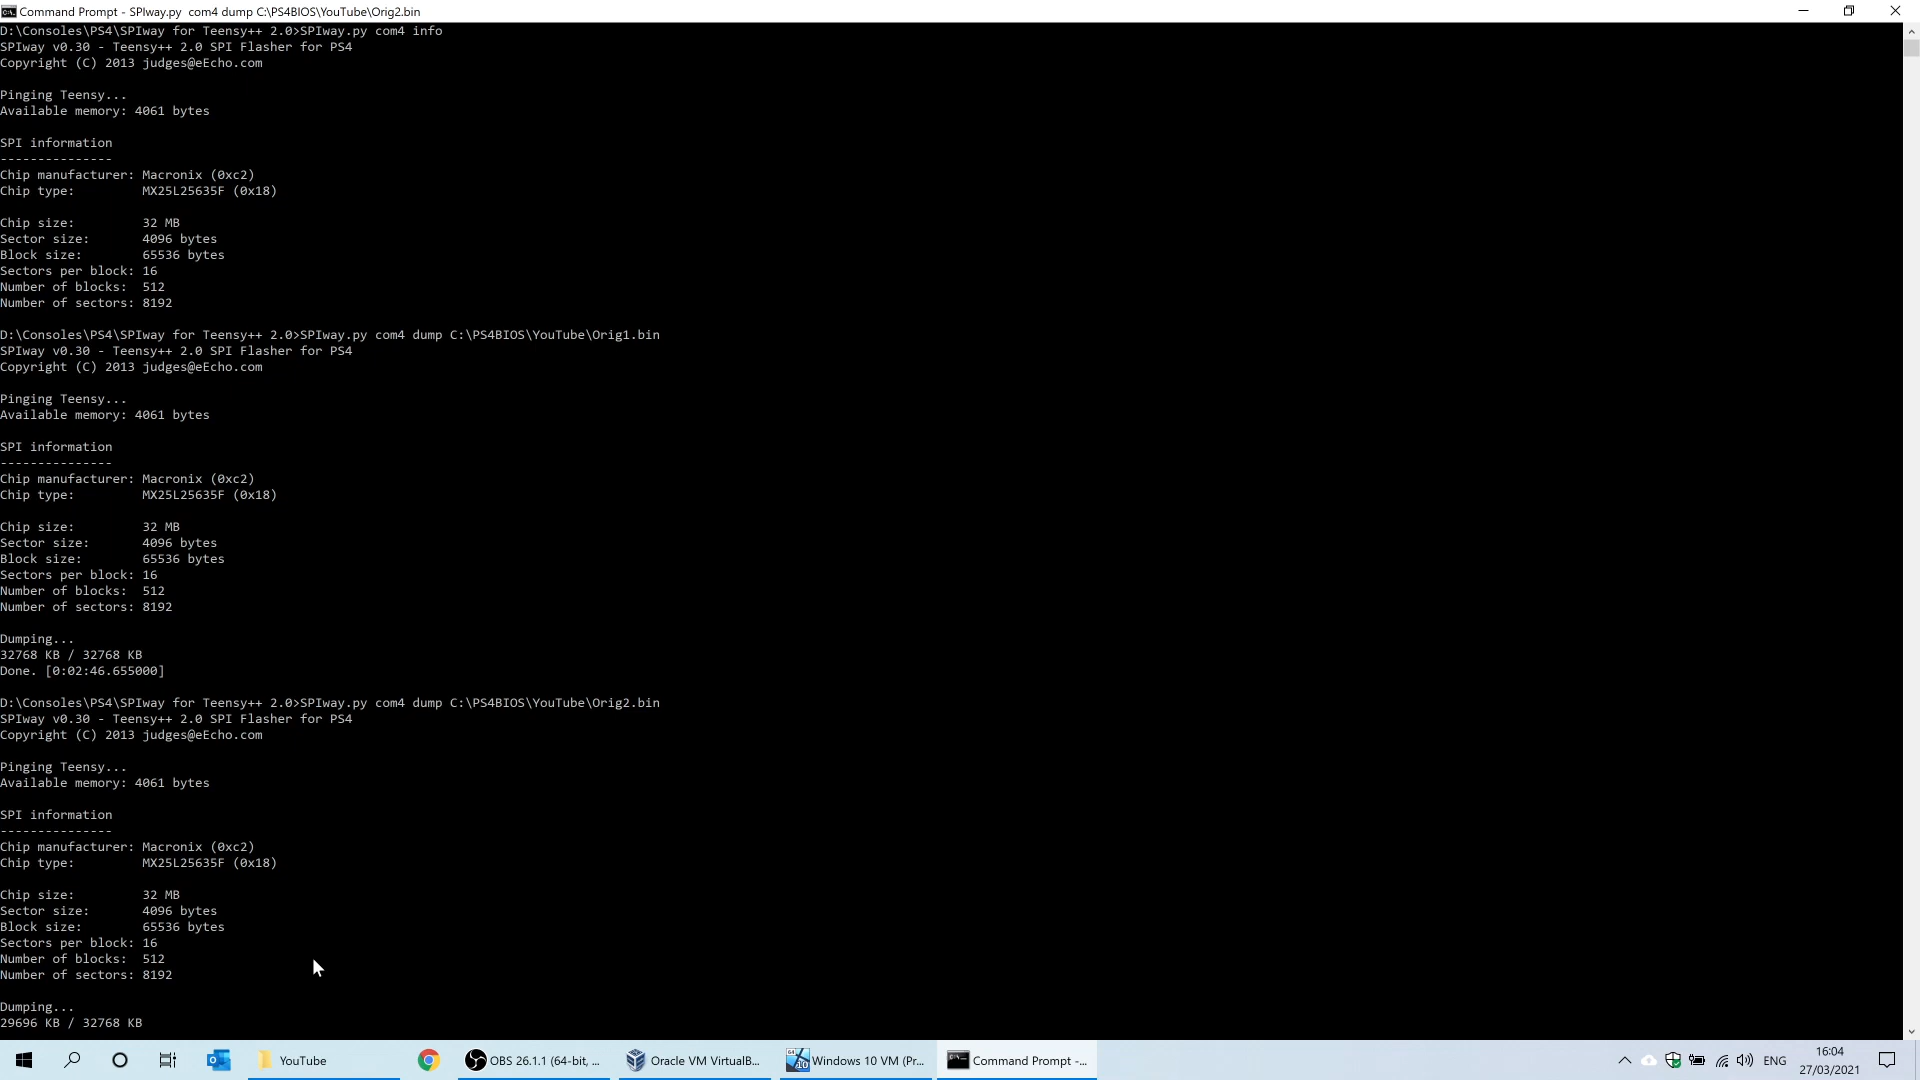 Command Prompt - SPIway.py  com4 dump C:\PS4BIOS\YouTube\Orig2.bin
D:\Consoles\PS4\SPIway for Teensy++ 2.0>SPIway.py com4 info
SPIway v0.30 - Teensy++ 2.0 SPI Flasher for PS4
Copyright (C) 2013 judges@eEcho.com
Pinging Teensy...
Available memory: 4061 bytes
SPI information
---------------
Chip manufacturer: Macronix (0xc2)
Chip type:         MX25L25635F (0x18)
Chip size:         32 MB
Sector size:       4096 bytes
Block size:        65536 bytes
Sectors per block: 16
Number of blocks:  512
Number of sectors: 8192
D:\Consoles\PS4\SPIway for Teensy++ 2.0>SPIway.py com4 dump C:\PS4BIOS\YouTube\Orig1.bin
SPIway v0.30 - Teensy++ 2.0 SPI Flasher for PS4
Copyright (C) 2013 judges@eEcho.com
Pinging Teensy...
Available memory: 4061 bytes
SPI information
---------------
Chip manufacturer: Macronix (0xc2)
Chip type:         MX25L25635F (0x18)
Chip size:         32 MB
Sector size:       4096 bytes
Block size:        65536 bytes
Sectors per block: 16
Number of blocks:  512
Number of sectors: 8192
Dumping...
32768 KB / 32768 KB
Done. [0:02:46.655000]
D:\Consoles\PS4\SPIway for Teensy++ 2.0>SPIway.py com4 dump C:\PS4BIOS\YouTube\Orig2.bin
SPIway v0.30 - Teensy++ 2.0 SPI Flasher for PS4
Copyright (C) 2013 judges@eEcho.com
Pinging Teensy...
Available memory: 4061 bytes
SPI information
---------------
Chip manufacturer: Macronix (0xc2)
Chip type:         MX25L25635F (0x18)
Chip size:         32 MB
Sector size:       4096 bytes
Block size:        65536 bytes
Sectors per block: 16
Number of blocks:  512
Number of sectors: 8192
Dumping...
29696 KB / 32768 KB
YouTube
OBS 26.1.1 (64-bit, ...
Oracle VM VirtualB...
Windows 10 VM (Pr...
Command Prompt -...
ENG
16:04
27/03/2021